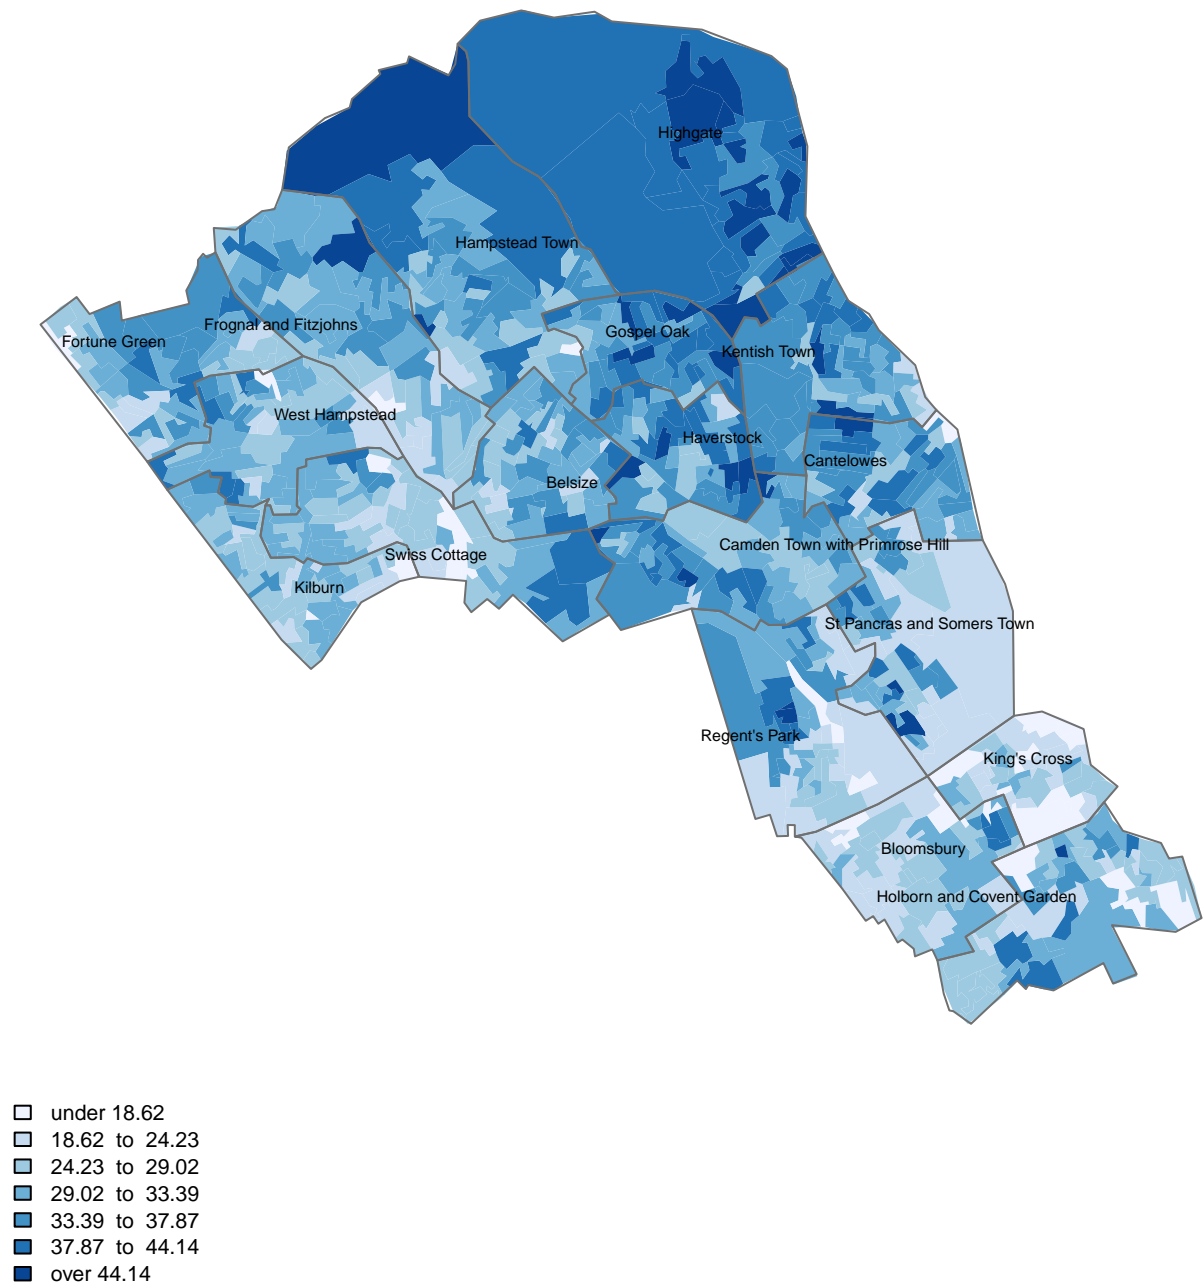 Highgate
Hampstead Town
Frognal and Fitzjohns
Gospel Oak
Fortune Green
Kentish Town
West Hampstead
Haverstock
Cantelowes
Belsize
Camden Town with Primrose Hill
Swiss Cottage
Kilburn
St Pancras and Somers Town
Regent's Park
King's Cross
Bloomsbury
Holborn and Covent Garden
under 18.62
18.62 to 24.23
24.23 to 29.02
29.02 to 33.39
33.39 to 37.87
37.87 to 44.14
over 44.14